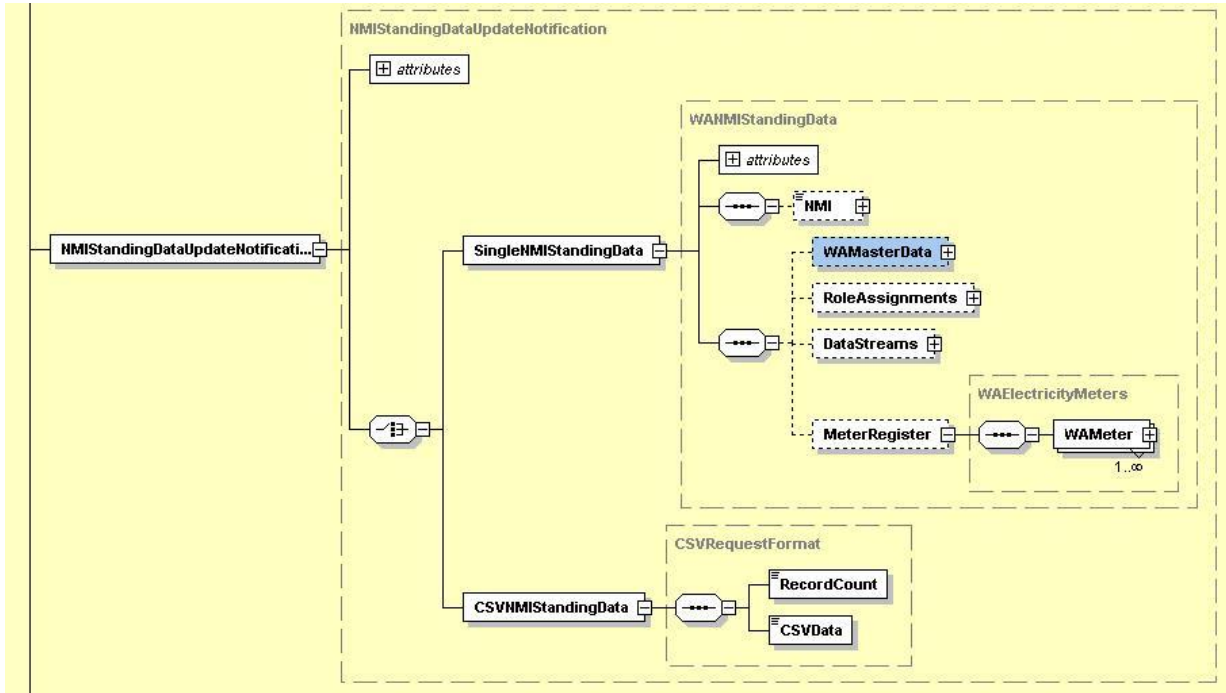 NMIStandingDataUpdateNotification
attributes
WANMIStandingData
attributes
NMI
NMIStandingDataUpdateNotificati...
SingleNMIStandingData
WAMasterData
RoleAssignments
DataStreams
WAElectricityMeters
MeterRegister
WAMeter
1..∞
CSVRequestFormat
RecordCount
CSVNMIStandingData
CSVData